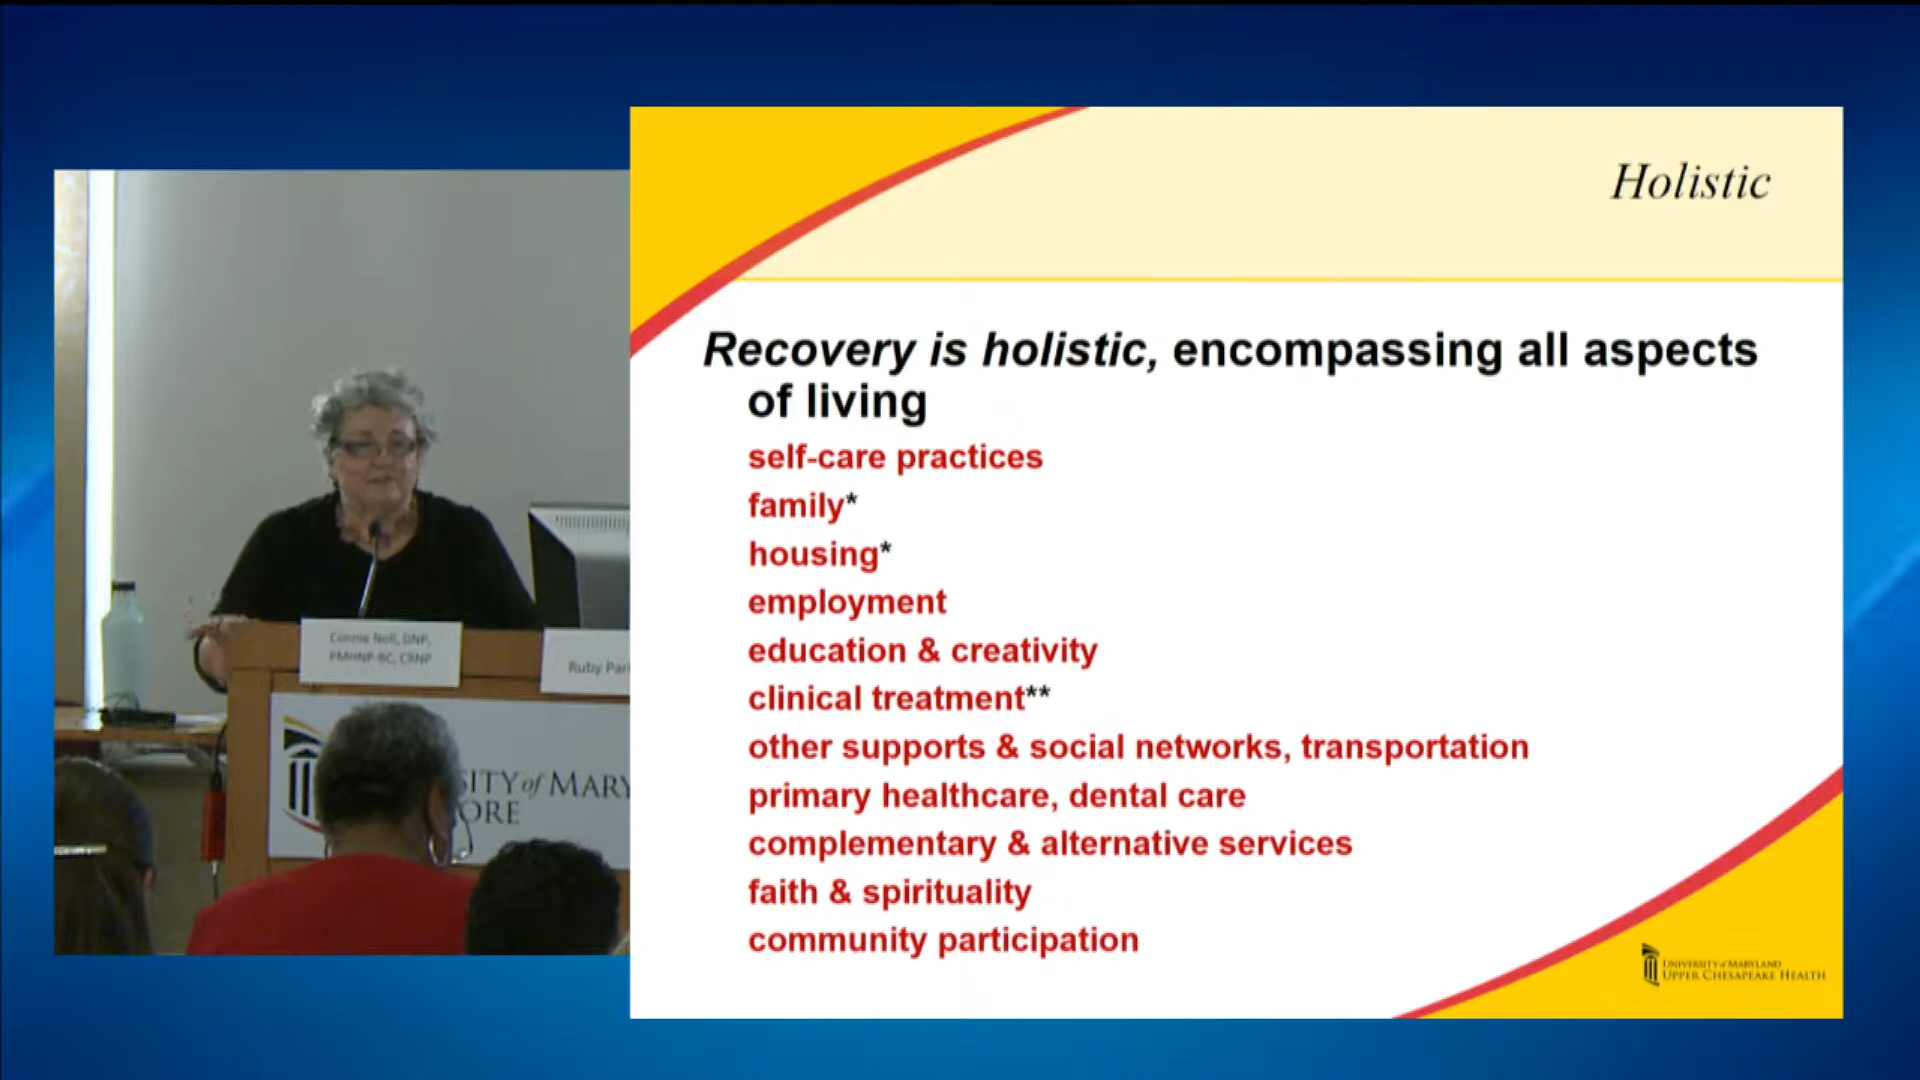 Holistic
Recovery is holistic, encompassing all aspects
of living
self-care practices
family*
housing*
employment
education & creativity
clinical treatment**
other supports & social networks, transportation
primary healthcare, dental care
complementary & alternative services
faith & spirituality
community participation
UNIVERSITY of MARYLAND
UPPER CHESAPEAKE HEALTH
Connie Noll, DNP,
PMHNP-BC, CRNP
Ruby Par
SITY of MARY
ORE